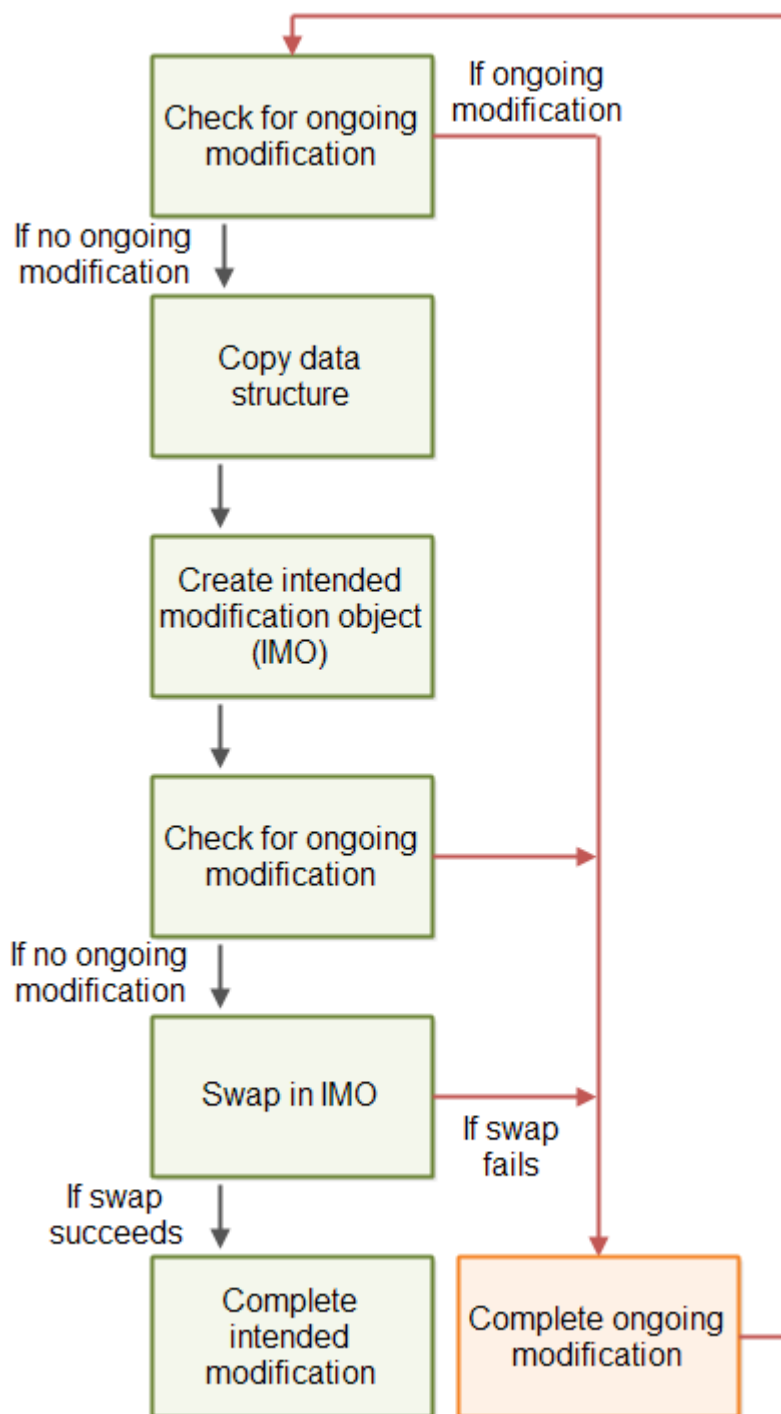 Check for ongoing
modification
If ongoing
modification
If no ongoing
modification
Copy data
structure
Create intended
modification object
(IMO)
Check for ongoing
modification
If no ongoing
modification
Swap in IMO
If swap
fails
If swap
succeeds
Complete
intended
modification
Complete ongoing
modification